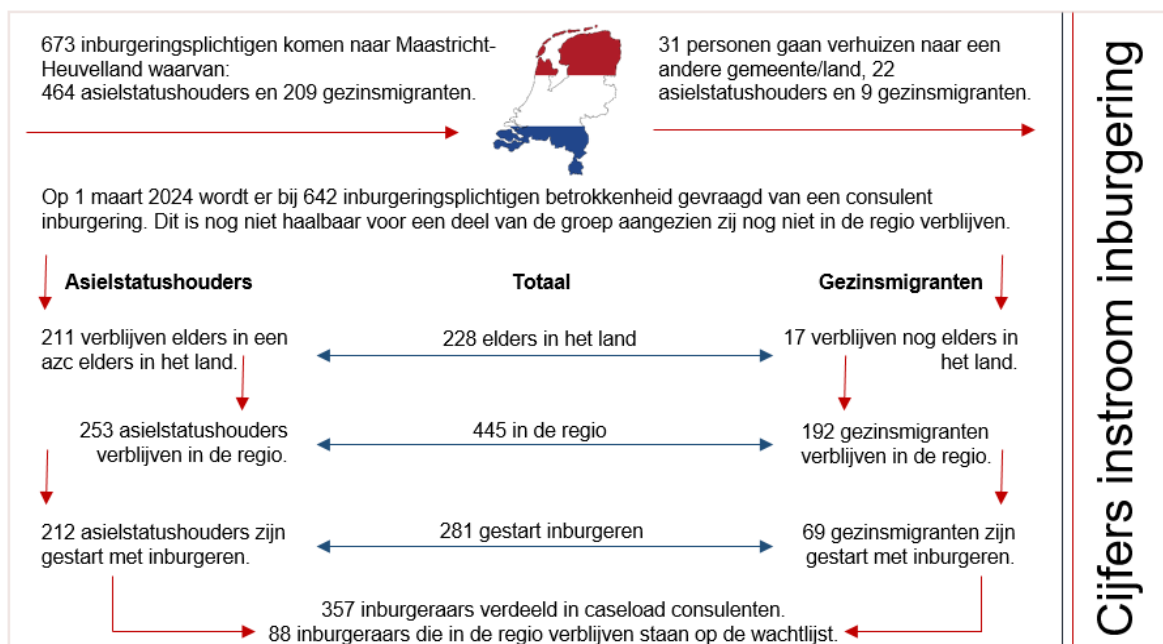 673 inburgeringsplichtigen komen naar Maastricht-
Heuvelland waarvan:
464 asielstatushouders en 209 gezinsmigranten.
31 personen gaan verhuizen naar een
andere gemeente/land, 22
asielstatushouders en 9 gezinsmigranten.
Op 1 maart 2024 wordt er bij 642 inburgeringsplichtigen betrokkenheid gevraagd van een consulent
inburgering. Dit is nog niet haalbaar voor een deel van de groep aangezien zij nog niet in de regio verblijven.
Asielstatushouders
Totaal
Gezinsmigranten
211 verblijven elders in een
azc elders in het land.
228 elders in het land
17 verblijven nog elders in
het land.
253 asielstatushouders
verblijven in de regio.
445 in de regio
192 gezinsmigranten
verblijven in de regio.
212 asielstatushouders zijn
gestart met inburgeren.
281 gestart inburgeren
69 gezinsmigranten zijn
gestart met inburgeren.
357 inburgeraars verdeeld in caseload consulenten.
88 inburgeraars die in de regio verblijven staan op de wachtlijst.
Cijfers instroom inburgering